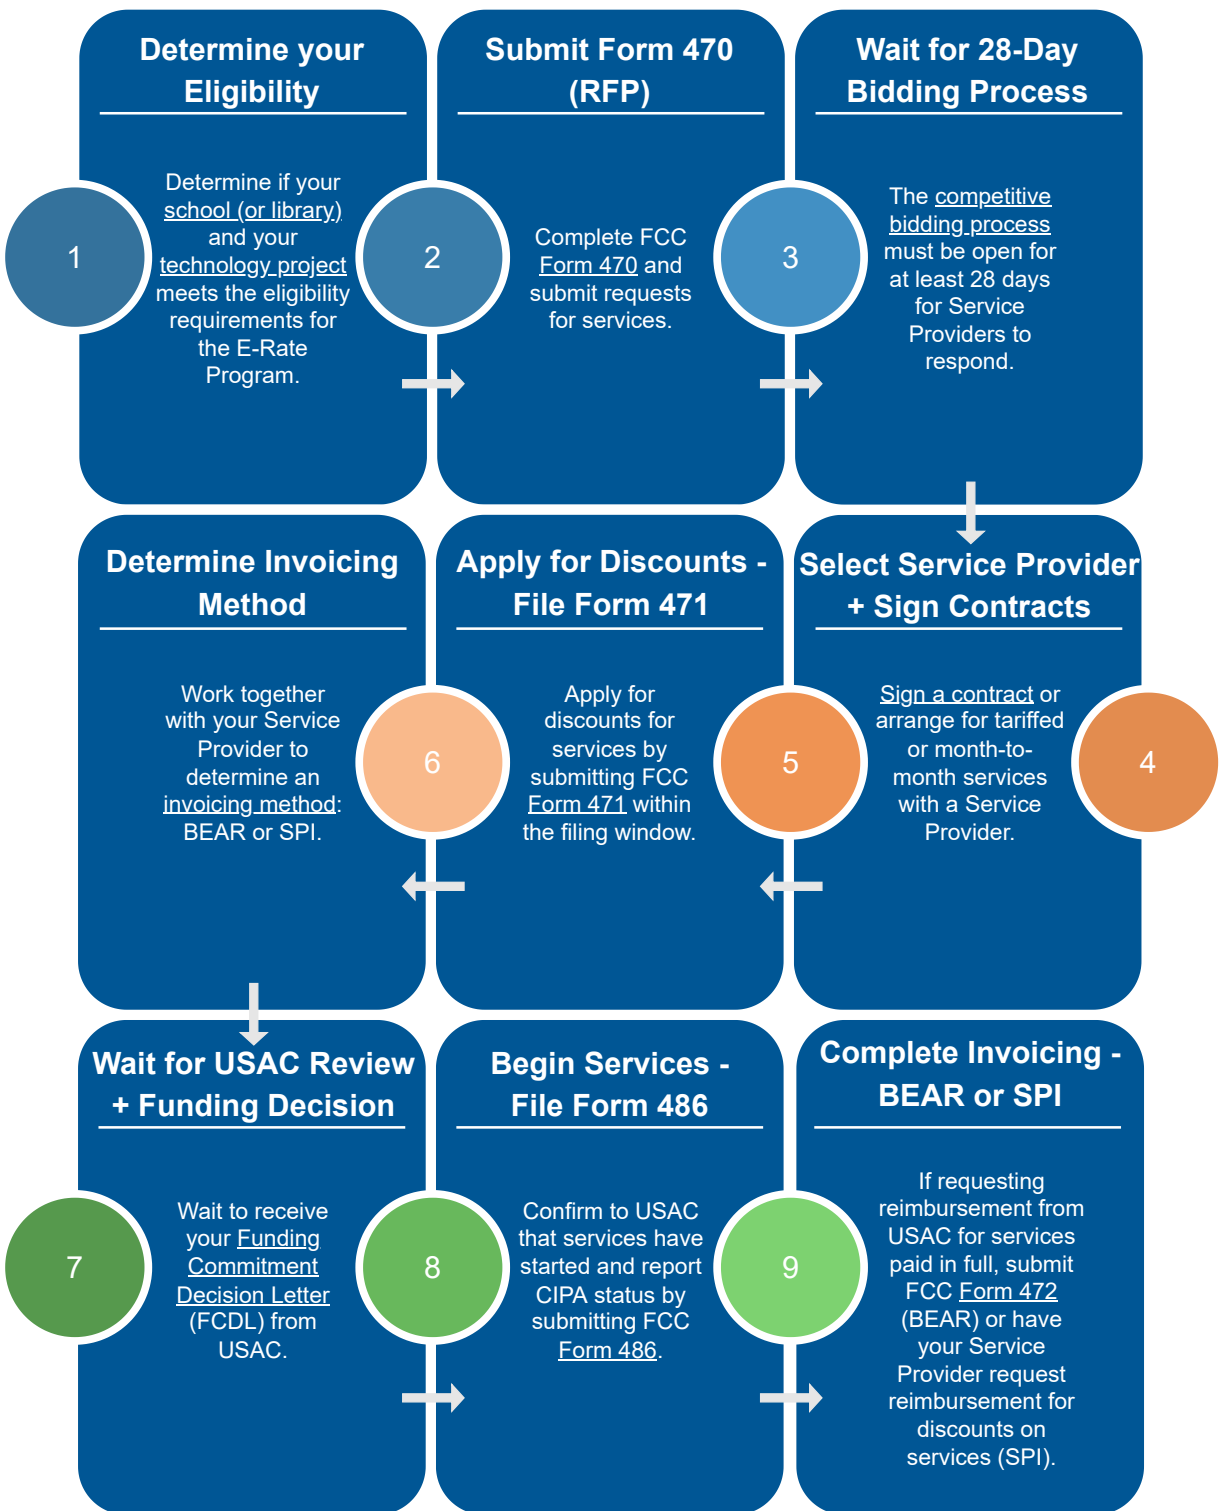 Determine your
Eligibility
1
Determine if your
school (or library)
and your
technology project
meets the eligibility
requirements for
the E-Rate
Program.
Submit Form 470
(RFP)
2
Complete FCC
Form 470 and
submit requests
for services.
Wait for 28-Day
Bidding Process
3
The competitive
bidding process
must be open for
at least 28 days
for Service
Providers to
respond.
Select Service Provider
+ Sign Contracts
4
Sign a contract or
arrange for tariffed
or month-to-
month services
with a Service
Provider.
Apply for Discounts -
File Form 471
5
Apply for
discounts for
services by
submitting FCC
Form 471 within
the filing window.
Determine Invoicing
Method
6
Work together
with your Service
Provider to
determine an
invoicing method:
BEAR or SPI.
Wait for USAC Review
+ Funding Decision
7
Wait to receive
your Funding
Commitment
Decision Letter
(FCDL) from
USAC.
Begin Services -
File Form 486
8
Confirm to USAC
that services have
started and report
CIPA status by
submitting FCC
Form 486.
Complete Invoicing -
BEAR or SPI
9
If requesting
reimbursement from
USAC for services
paid in full, submit
FCC Form 472
(BEAR) or have
your Service
Provider request
reimbursement for
discounts on
services (SPI).